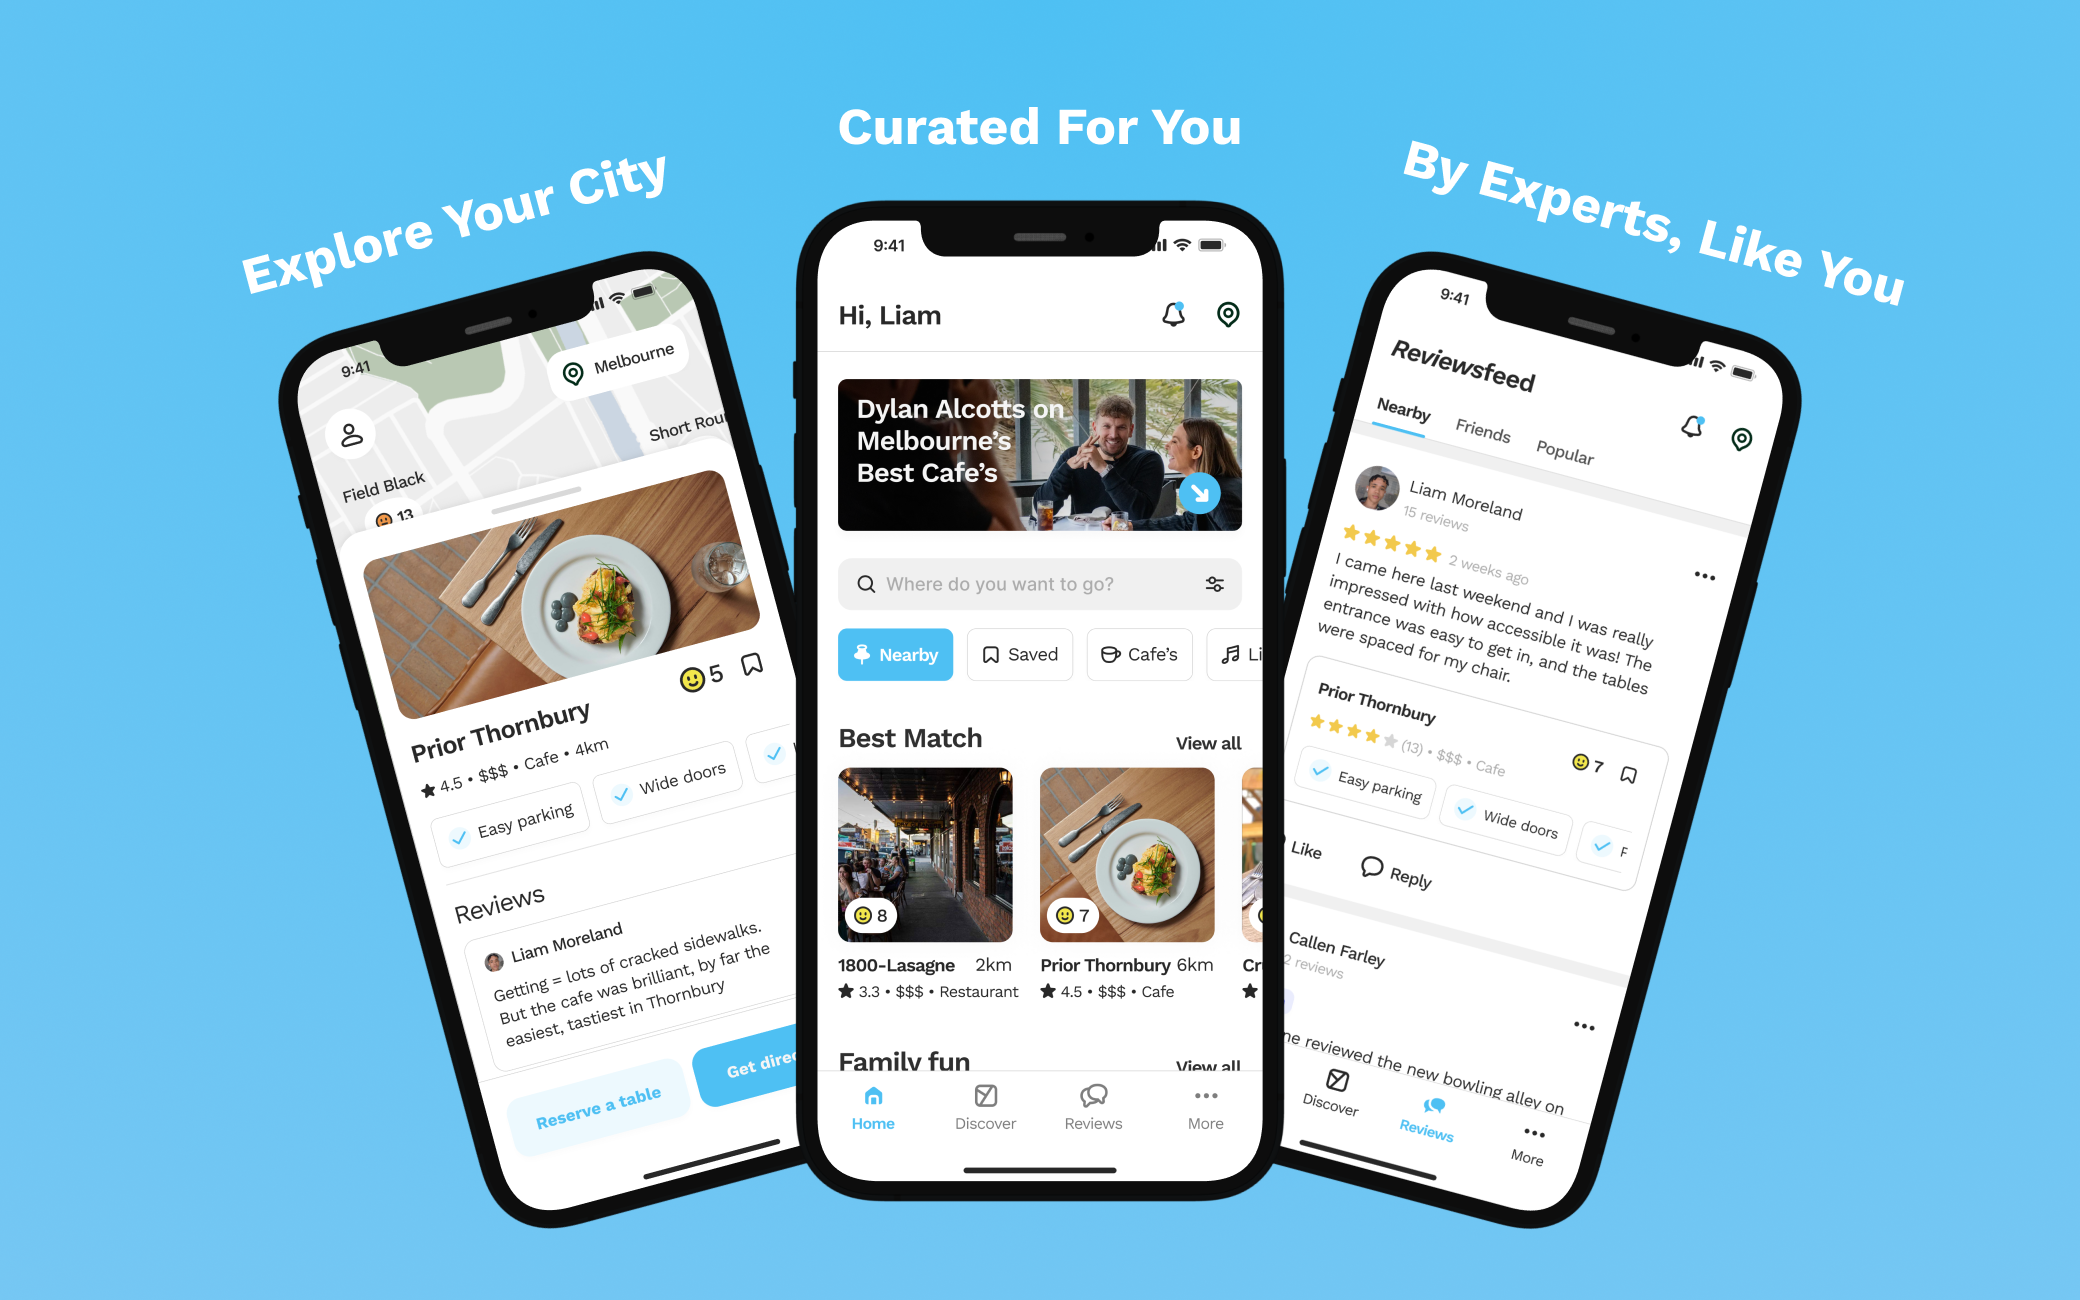 Explore Your City
Curated For You
By Experts, Like You
9:41
Melbourne
Short Rou
Field Black
13
5
Prior Thornbury
4.5 • $$$ • Cafe • 4km
Easy parking
Wide doors
Reviews
Liam Moreland
Getting = lots of cracked sidewalks.
But the cafe was brilliant, by far the
easiest, tastiest in Thornbury
Reserve a table
Get direc
9:41
Hi, Liam
Dylan Alcotts on
Melbourne’s
Best Cafe’s
Where do you want to go?
Nearby
Saved
Cafe’s
Li
Best Match
View all
8
7
1800-Lasagne 2km
3.3 • $$$ • Restaurant
Prior Thornbury 6km
4.5 • $$$ • Cafe
Cr
Family fun
View all
Home
Discover
Reviews
More
9:41
Reviewsfeed
Nearby
Friends
Popular
Liam Moreland
15 reviews
2 weeks ago
I came here last weekend and I was really
impressed with how accessible it was! The
entrance was easy to get in, and the tables
were spaced for my chair.
Prior Thornbury
(13) • $$$ • Cafe
7
Easy parking
Wide doors
F
Like
Reply
Callen Farley
2 reviews
ne reviewed the new bowling alley on
Discover
Reviews
More